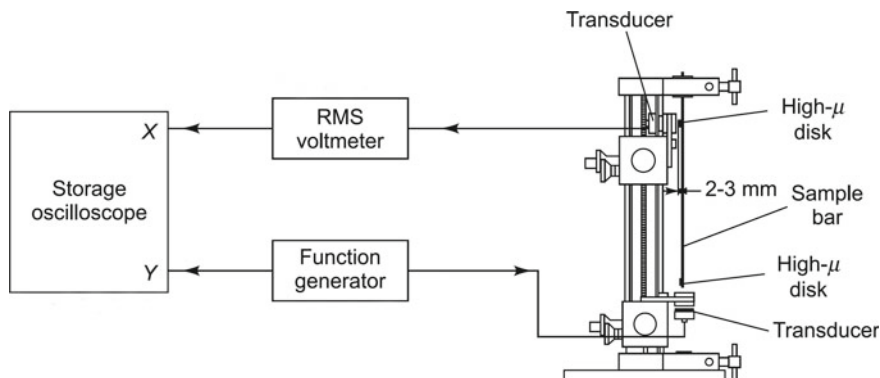 Transducer
High-μ
disk
RMS
voltmeter
X
Storage
oscilloscope
2-3 mm
Sample
bar
Y
Function
generator
High-μ
disk
Transducer